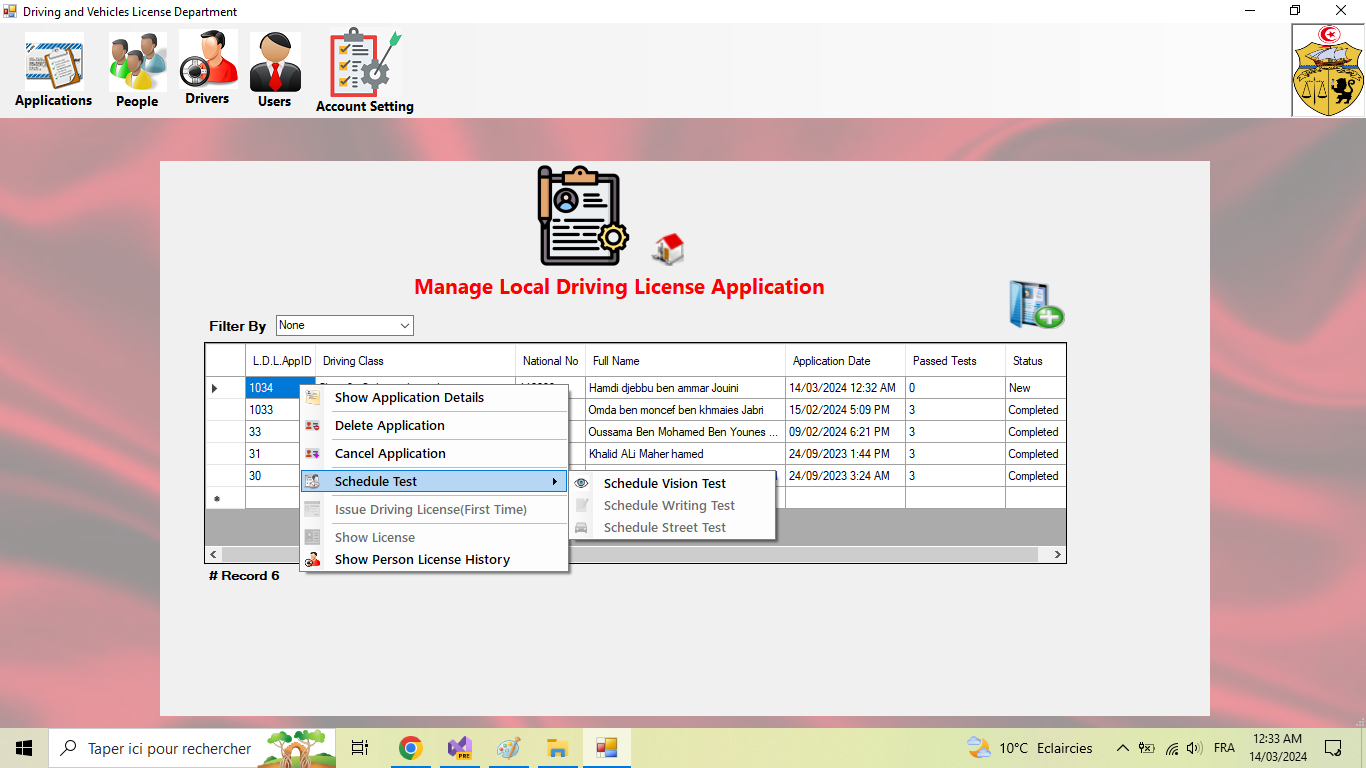 Driving and Vehicles License Department
Applications
People
Drivers
Users
Account Setting
Manage Local Driving License Application
Filter By
None
L.D.L.AppID Driving Class National No Full Name Application Date Passed Tests Status
1034 Hamdi djebbu ben ammar Jouini 14/03/2024 12:32 AM 0 New
1033 Omda ben moncef ben khmaies Jabri 15/02/2024 5:09 PM 3 Completed
33 Oussama Ben Mohamed Ben Younes ... 09/02/2024 6:21 PM 3 Completed
31 Khalid ALi Maher hamed 24/09/2023 1:44 PM 3 Completed
30 24/09/2023 3:24 AM 3 Completed
Show Application Details
Delete Application
Cancel Application
Schedule Test
Issue Driving License(First Time)
Show License
Show Person License History
Schedule Vision Test
Schedule Writing Test
Schedule Street Test
# Record 6
Taper ici pour rechercher
PRE
10°C Eclaircies
FRA
12:33 AM
14/03/2024